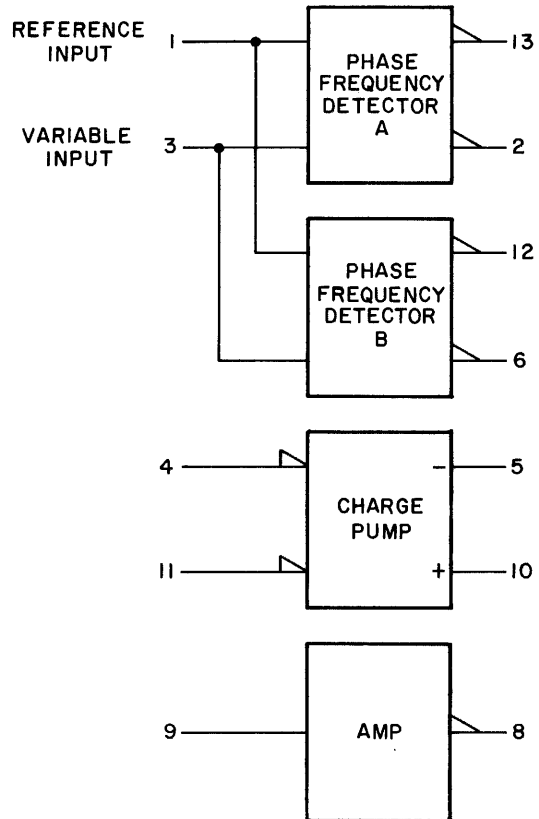 REFERENCE
INPUT
1
PHASE
FREQUENCY
DETECTOR
A
13
VARIABLE
INPUT
3
2
PHASE
FREQUENCY
DETECTOR
B
12
6
4
CHARGE
PUMP
-
5
11
+
10
9
AMP
8